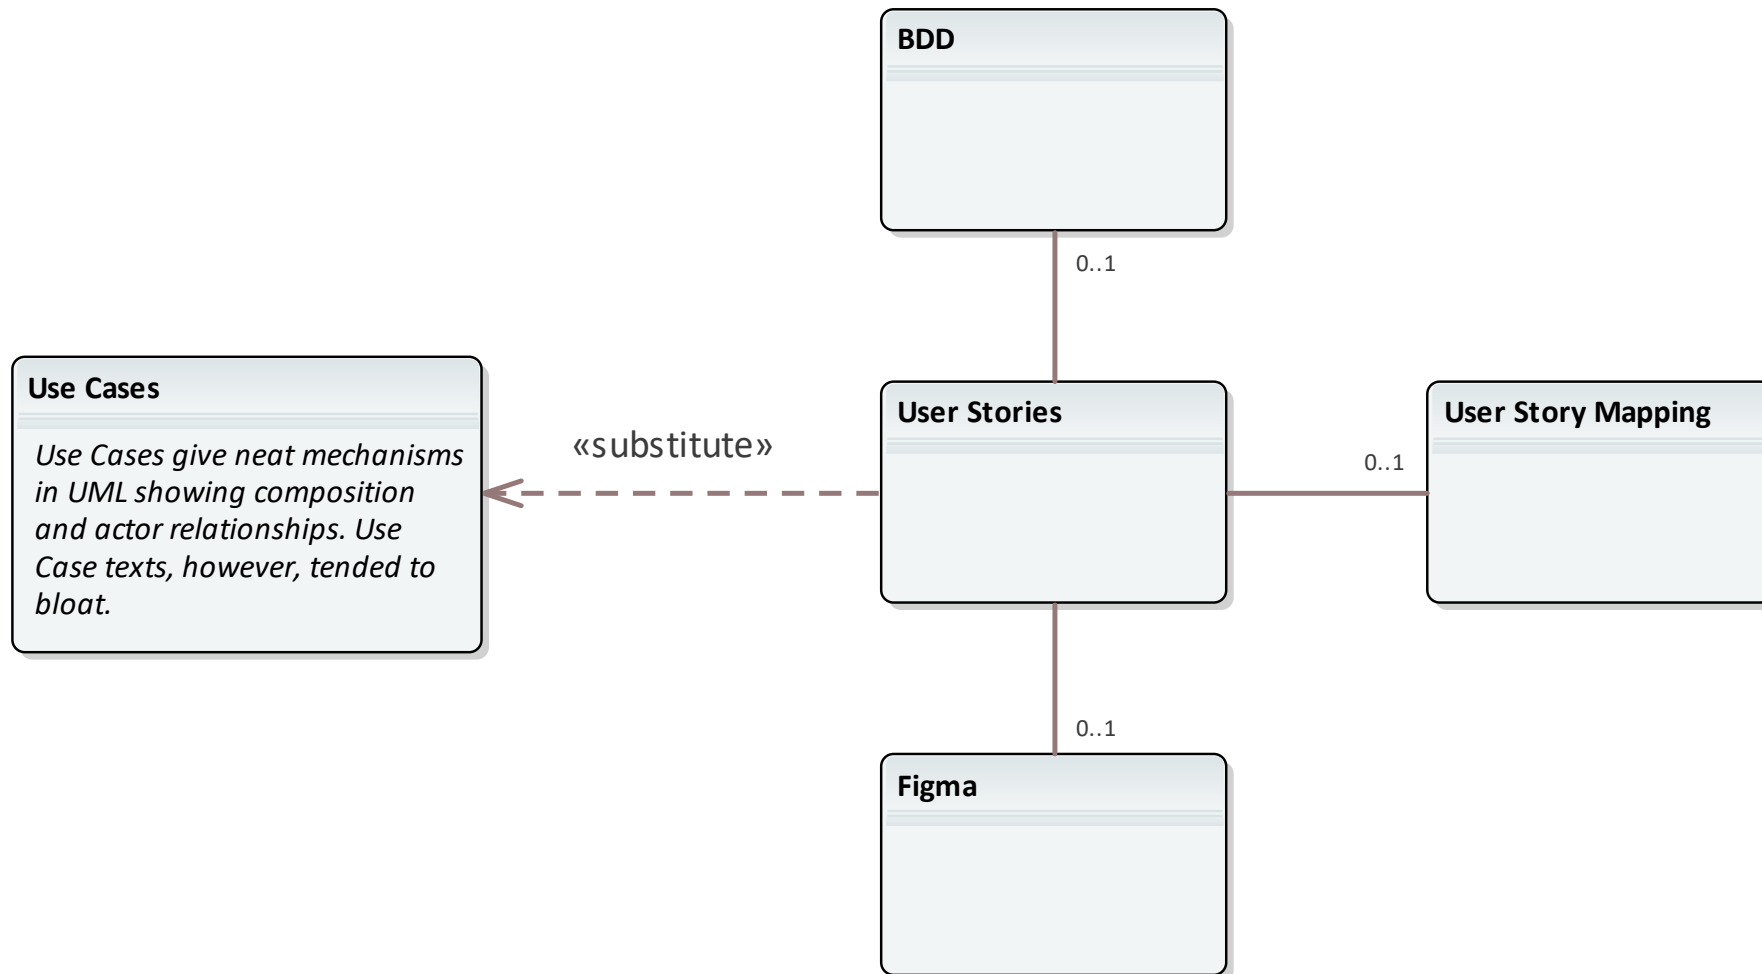 BDD
0..1
Use Cases
Use Cases give neat mechanisms
in UML showing composition
and actor relationships. Use
Case texts, however, tended to
bloat.
«substitute»
User Stories
0..1
User Story Mapping
0..1
Figma